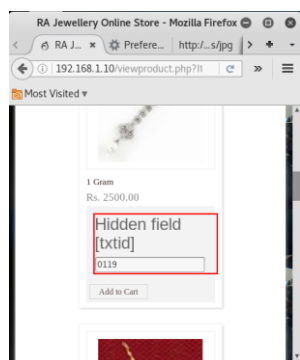 RA Jewellery Online Store - Mozilla Firefox
RA J... × Prefere... http:/...s/jpg
192.168.1.10/viewproduct.php?It
Most Visited
1 Gram
Rs. 2500.00
Hidden field
[txtid]
0119
Add to Cart